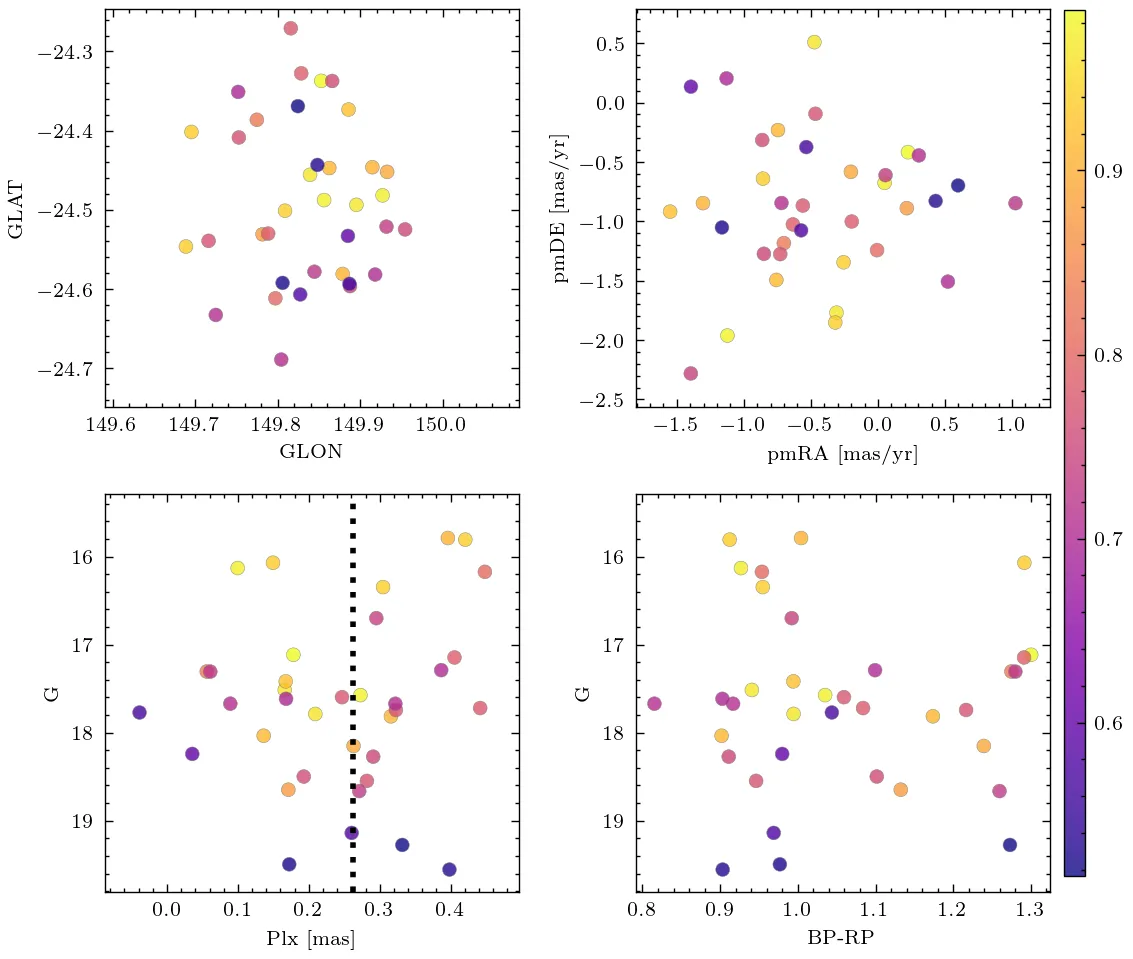 −24.3
−24.4
−24.5
−24.6
−24.7
GLAT
149.6 149.7 149.8 149.9 150.0
GLON
0.5
0.0
−0.5
−1.0
−1.5
−2.0
−2.5
pmDE [mas/yr]
−1.5 −1.0 −0.5 0.0 0.5 1.0
pmRA [mas/yr]
16
17
18
19
G
0.0 0.1 0.2 0.3 0.4
Plx [mas]
16
17
18
19
G
0.8 0.9 1.0 1.1 1.2 1.3
BP-RP
0.9
0.8
0.7
0.6